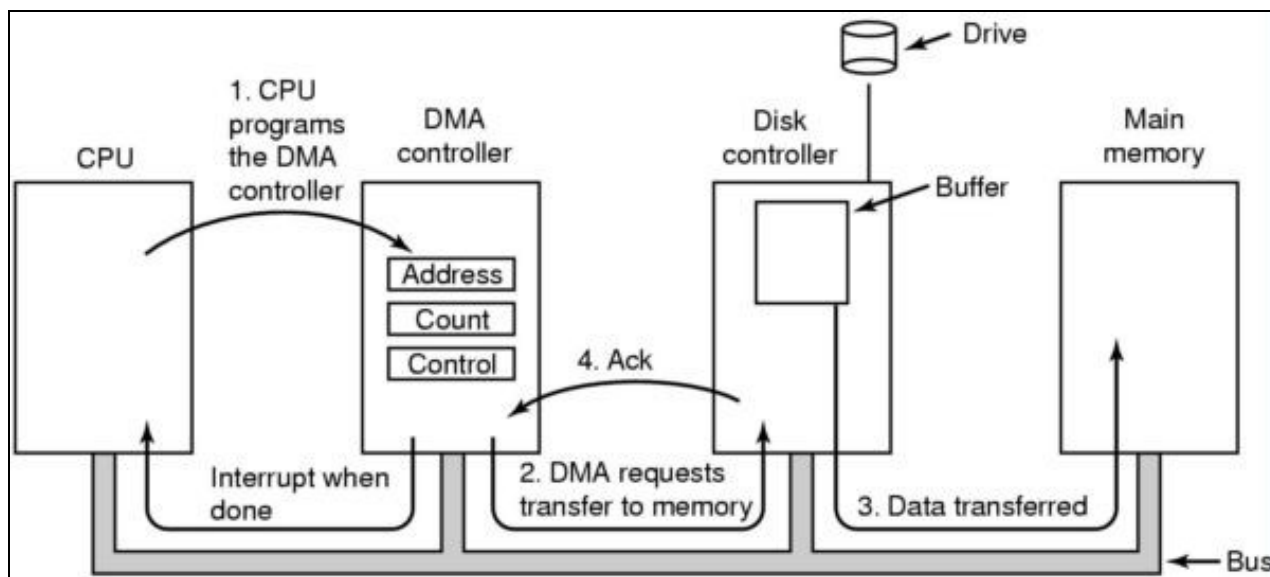 Drive
1. CPU
programs
the DMA
controller
CPU
DMA
controller
Disk
controller
Main
memory
Buffer
Address
Count
Control
4. Ack
Interrupt when
done
2. DMA requests
transfer to memory
3. Data transferred
Bus